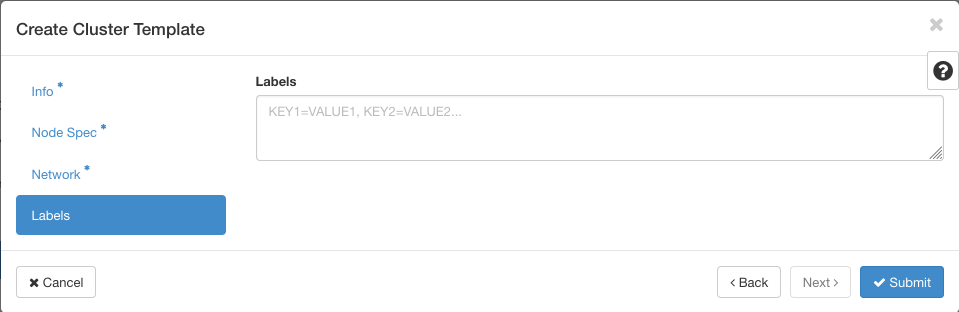 Create Cluster Template
Info *
Labels
KEY1=VALUE1, KEY2=VALUE2...
Node Spec *
Network *
Labels
Cancel
Back
Next
Submit